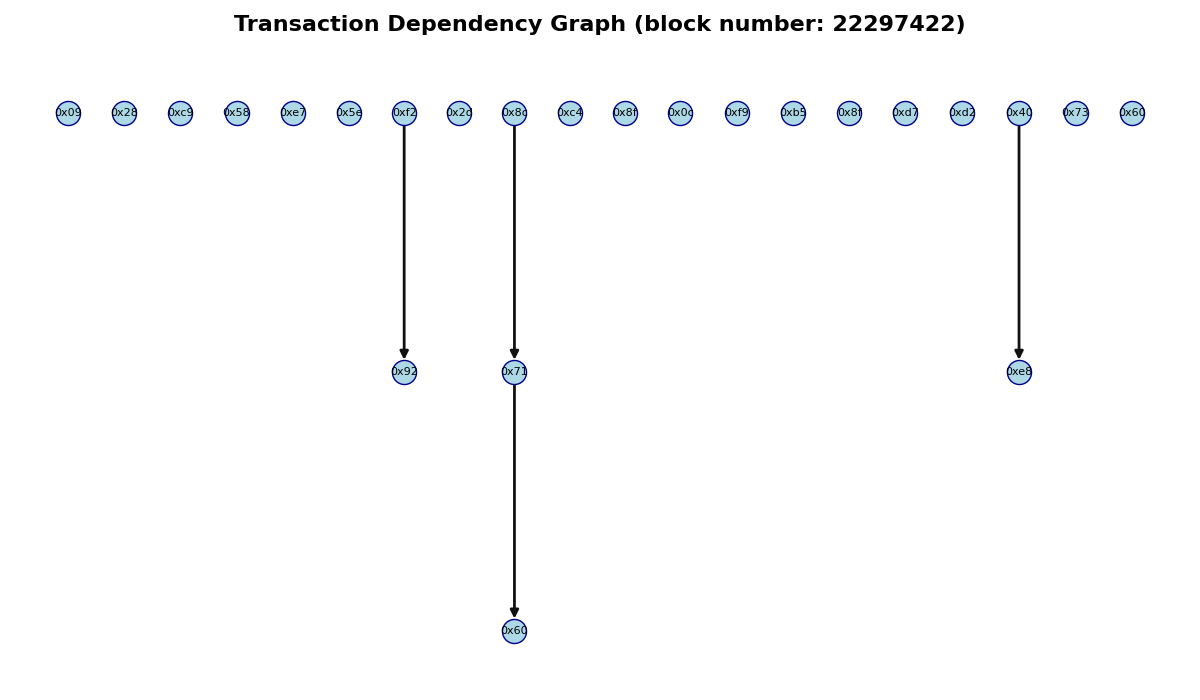 Transaction Dependency Graph (block number: 22297422)
0x09 0x28 0xc9 0x58 0xe7 0x5e 0xf2 0x2d 0x8c 0xc4 0x8f 0x0c 0xf9 0xb5 0x8f 0xd7 0xd2 0x40 0x73 0x60
0x92 0x71 0xe8
0x60